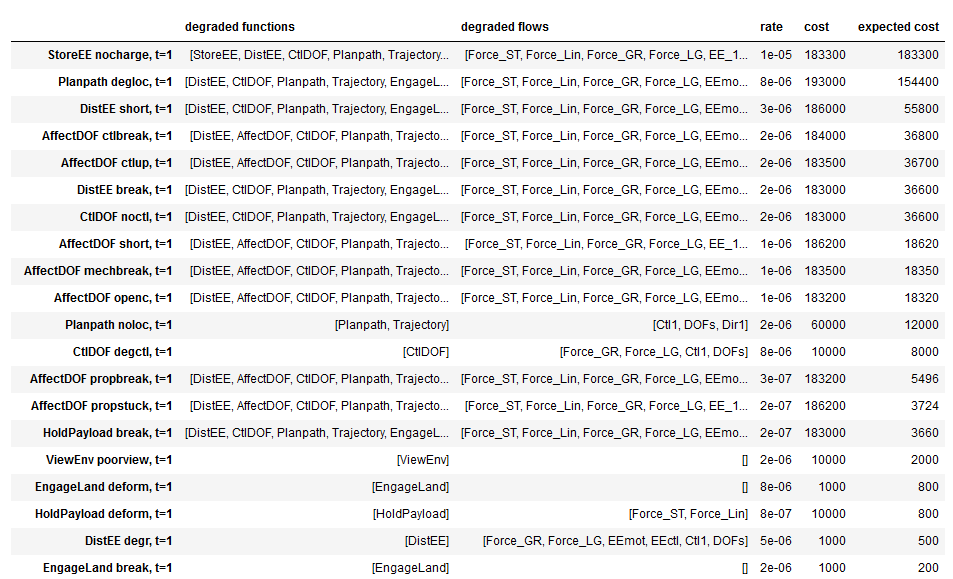 degraded functions degraded flows rate cost expected cost
StoreEE nocharge, t=1 [StoreEE, DistEE, CtlDOF, Planpath, Trajectory... [Force_ST, Force_Lin, Force_GR, Force_LG, EE_1... 1e-05 183300 183300
Planpath degloc, t=1 [DistEE, CtlDOF, Planpath, Trajectory, EngageL... [Force_ST, Force_Lin, Force_GR, Force_LG, EEmo... 8e-06 193000 154400
DistEE short, t=1 [DistEE, CtlDOF, Planpath, Trajectory, EngageL... [Force_ST, Force_Lin, Force_GR, Force_LG, EEmo... 3e-06 186000 55800
AffectDOF ctlbreak, t=1 [DistEE, AffectDOF, CtlDOF, Planpath, Trajecto... [Force_ST, Force_Lin, Force_GR, Force_LG, EEmo... 2e-06 184000 36800
AffectDOF ctlup, t=1 [DistEE, AffectDOF, CtlDOF, Planpath, Trajecto... [Force_ST, Force_Lin, Force_GR, Force_LG, EEmo... 2e-06 183500 36700
DistEE break, t=1 [DistEE, CtlDOF, Planpath, Trajectory, EngageL... [Force_ST, Force_Lin, Force_GR, Force_LG, EEmo... 2e-06 183000 36600
CtlDOF noctl, t=1 [DistEE, CtlDOF, Planpath, Trajectory, EngageL... [Force_ST, Force_Lin, Force_GR, Force_LG, EEmo... 2e-06 183000 36600
AffectDOF short, t=1 [DistEE, AffectDOF, CtlDOF, Planpath, Trajecto... [Force_ST, Force_Lin, Force_GR, Force_LG, EE_1... 1e-06 186200 18620
AffectDOF mechbreak, t=1 [DistEE, AffectDOF, CtlDOF, Planpath, Trajecto... [Force_ST, Force_Lin, Force_GR, Force_LG, EEmo... 1e-06 183500 18350
AffectDOF openc, t=1 [DistEE, AffectDOF, CtlDOF, Planpath, Trajecto... [Force_ST, Force_Lin, Force_GR, Force_LG, EEmo... 1e-06 183200 18320
Planpath noloc, t=1 [Planpath, Trajectory] [Ctl1, DOFs, Dir1] 2e-06 60000 12000
CtlDOF degctl, t=1 [CtlDOF] [Force_GR, Force_LG, Ctl1, DOFs] 8e-06 10000 8000
AffectDOF propbreak, t=1 [DistEE, AffectDOF, CtlDOF, Planpath, Trajecto... [Force_ST, Force_Lin, Force_GR, Force_LG, EEmo... 3e-07 183200 5496
AffectDOF propstuck, t=1 [DistEE, AffectDOF, CtlDOF, Planpath, Trajecto... [Force_ST, Force_Lin, Force_GR, Force_LG, EE_1... 2e-07 186200 3724
HoldPayload break, t=1 [DistEE, CtlDOF, Planpath, Trajectory, EngageL... [Force_ST, Force_Lin, Force_GR, Force_LG, EEmo... 2e-07 183000 3660
ViewEnv poorview, t=1 [ViewEnv] [] 2e-06 10000 2000
EngageLand deform, t=1 [EngageLand] [] 8e-06 1000 800
HoldPayload deform, t=1 [HoldPayload] [Force_ST, Force_Lin] 8e-07 10000 800
DistEE degr, t=1 [DistEE] [Force_GR, Force_LG, EEmot, EEctl, Ctl1, DOFs] 5e-06 1000 500
EngageLand break, t=1 [EngageLand] [] 2e-06 1000 200